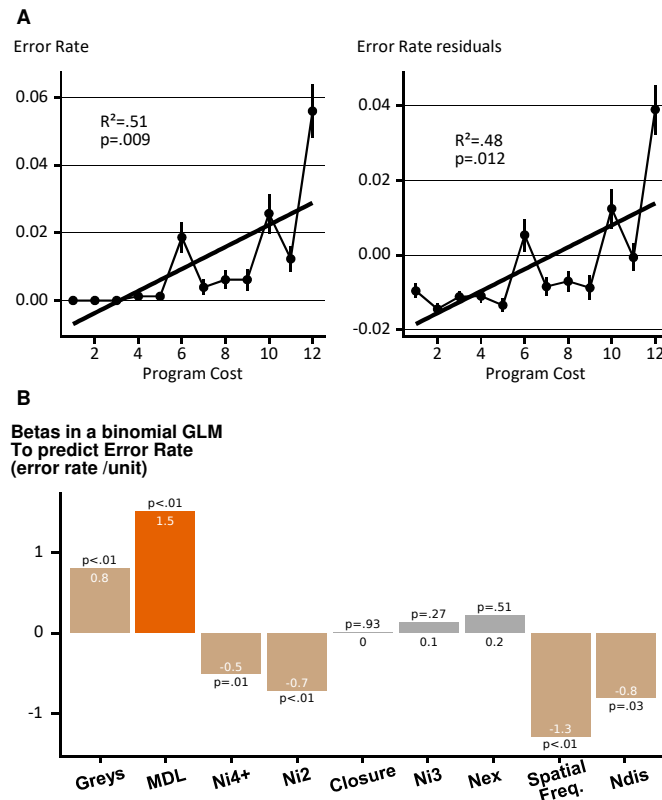 A
Error Rate
Error Rate residuals
R²=.51
p=.009
0.06
0.04
0.02
0.00
2 4 6 8 10 12
Program Cost
R²=.48
p=.012
0.04
0.02
0.00
-0.02
2 4 6 8 10 12
Program Cost
B
Betas in a binomial GLM
To predict Error Rate
(error rate /unit)
1
0
-1
p<.01
0.8
p<.01
1.5
-0.5
p=.01
-0.7
p<.01
p=.93
0
p=.27
0.1
p=.51
0.2
-1.3
p<.01
-0.8
p=.03
Greys
MDL
Ni4+
Ni2
Closure
Ni3
Nex
Spatial
Freq.
Ndis